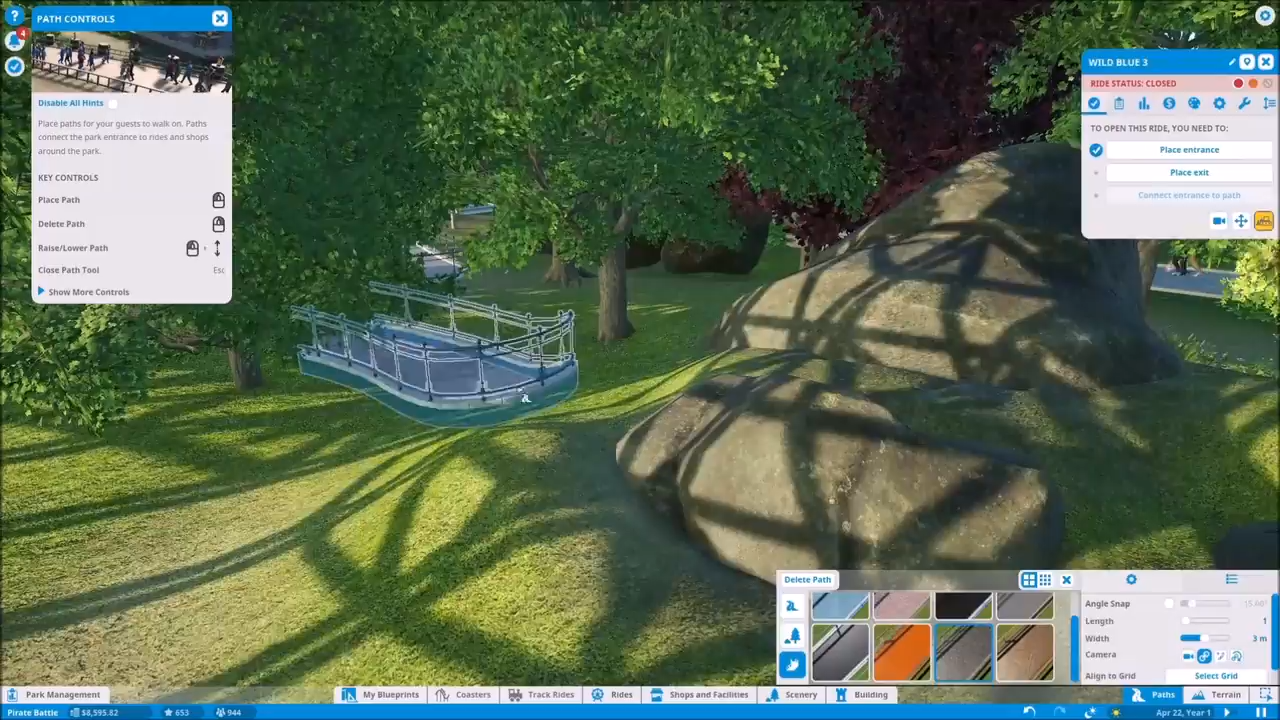 PATH CONTROLS
4
Disable All Hints
Place paths for your guests to walk on. Paths
connect the park entrance to rides and shops
around the park.
KEY CONTROLS
Place Path
Delete Path
Raise/Lower Path
Close Path Tool
Esc
Show More Controls
WILD BLUE 3
RIDE STATUS: CLOSED
TO OPEN THIS RIDE, YOU NEED TO:
Place entrance
Place exit
Connect entrance to path
Delete Path
Angle Snap
15.00°
Length 1
Width 3 m
Camera
Align to Grid Select Grid
Park Management
My Blueprints
Coasters
Track Rides
Rides
Shops and Facilities
Scenery
Building
Paths
Terrain
Pirate Battle $8,595.82 653 944
Apr 22, Year 1